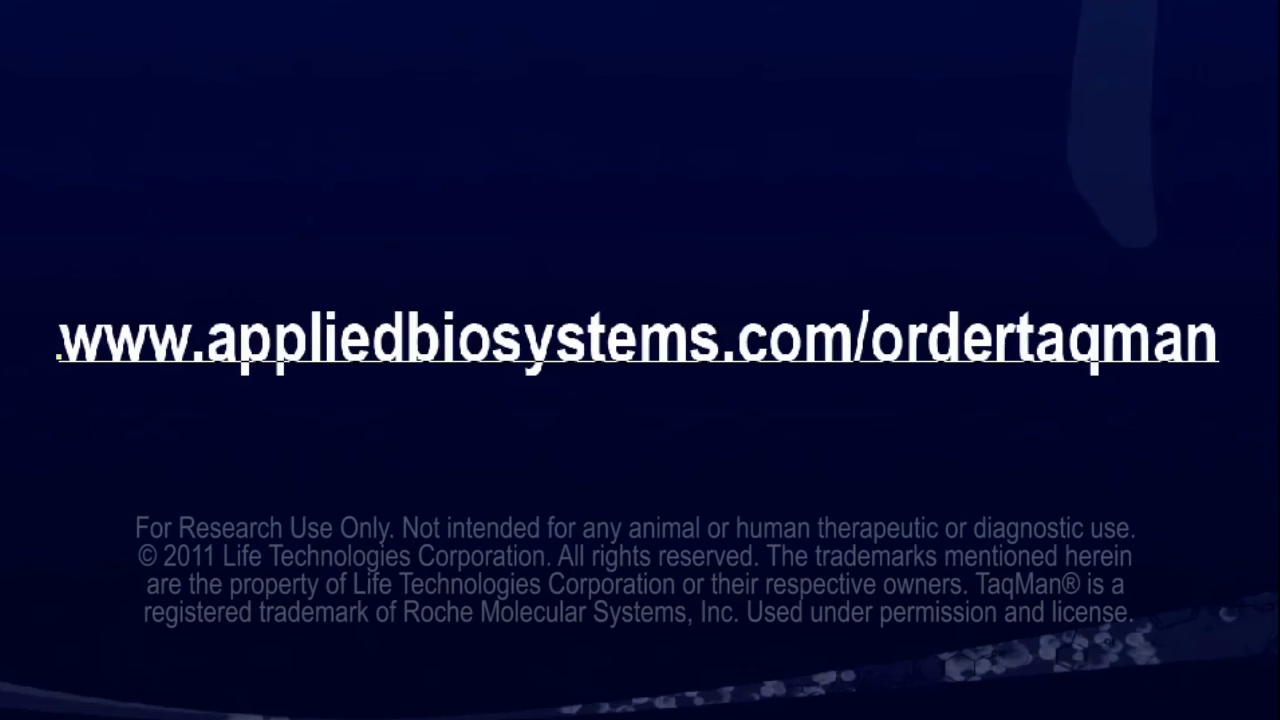 www.appliedbiosystems.com/ordertaqman
For Research Use Only. Not intended for any animal or human therapeutic or diagnostic use.
© 2011 Life Technologies Corporation. All rights reserved. The trademarks mentioned herein
are the property of Life Technologies Corporation or their respective owners. TaqMan® is a
registered trademark of Roche Molecular Systems, Inc. Used under permission and license.